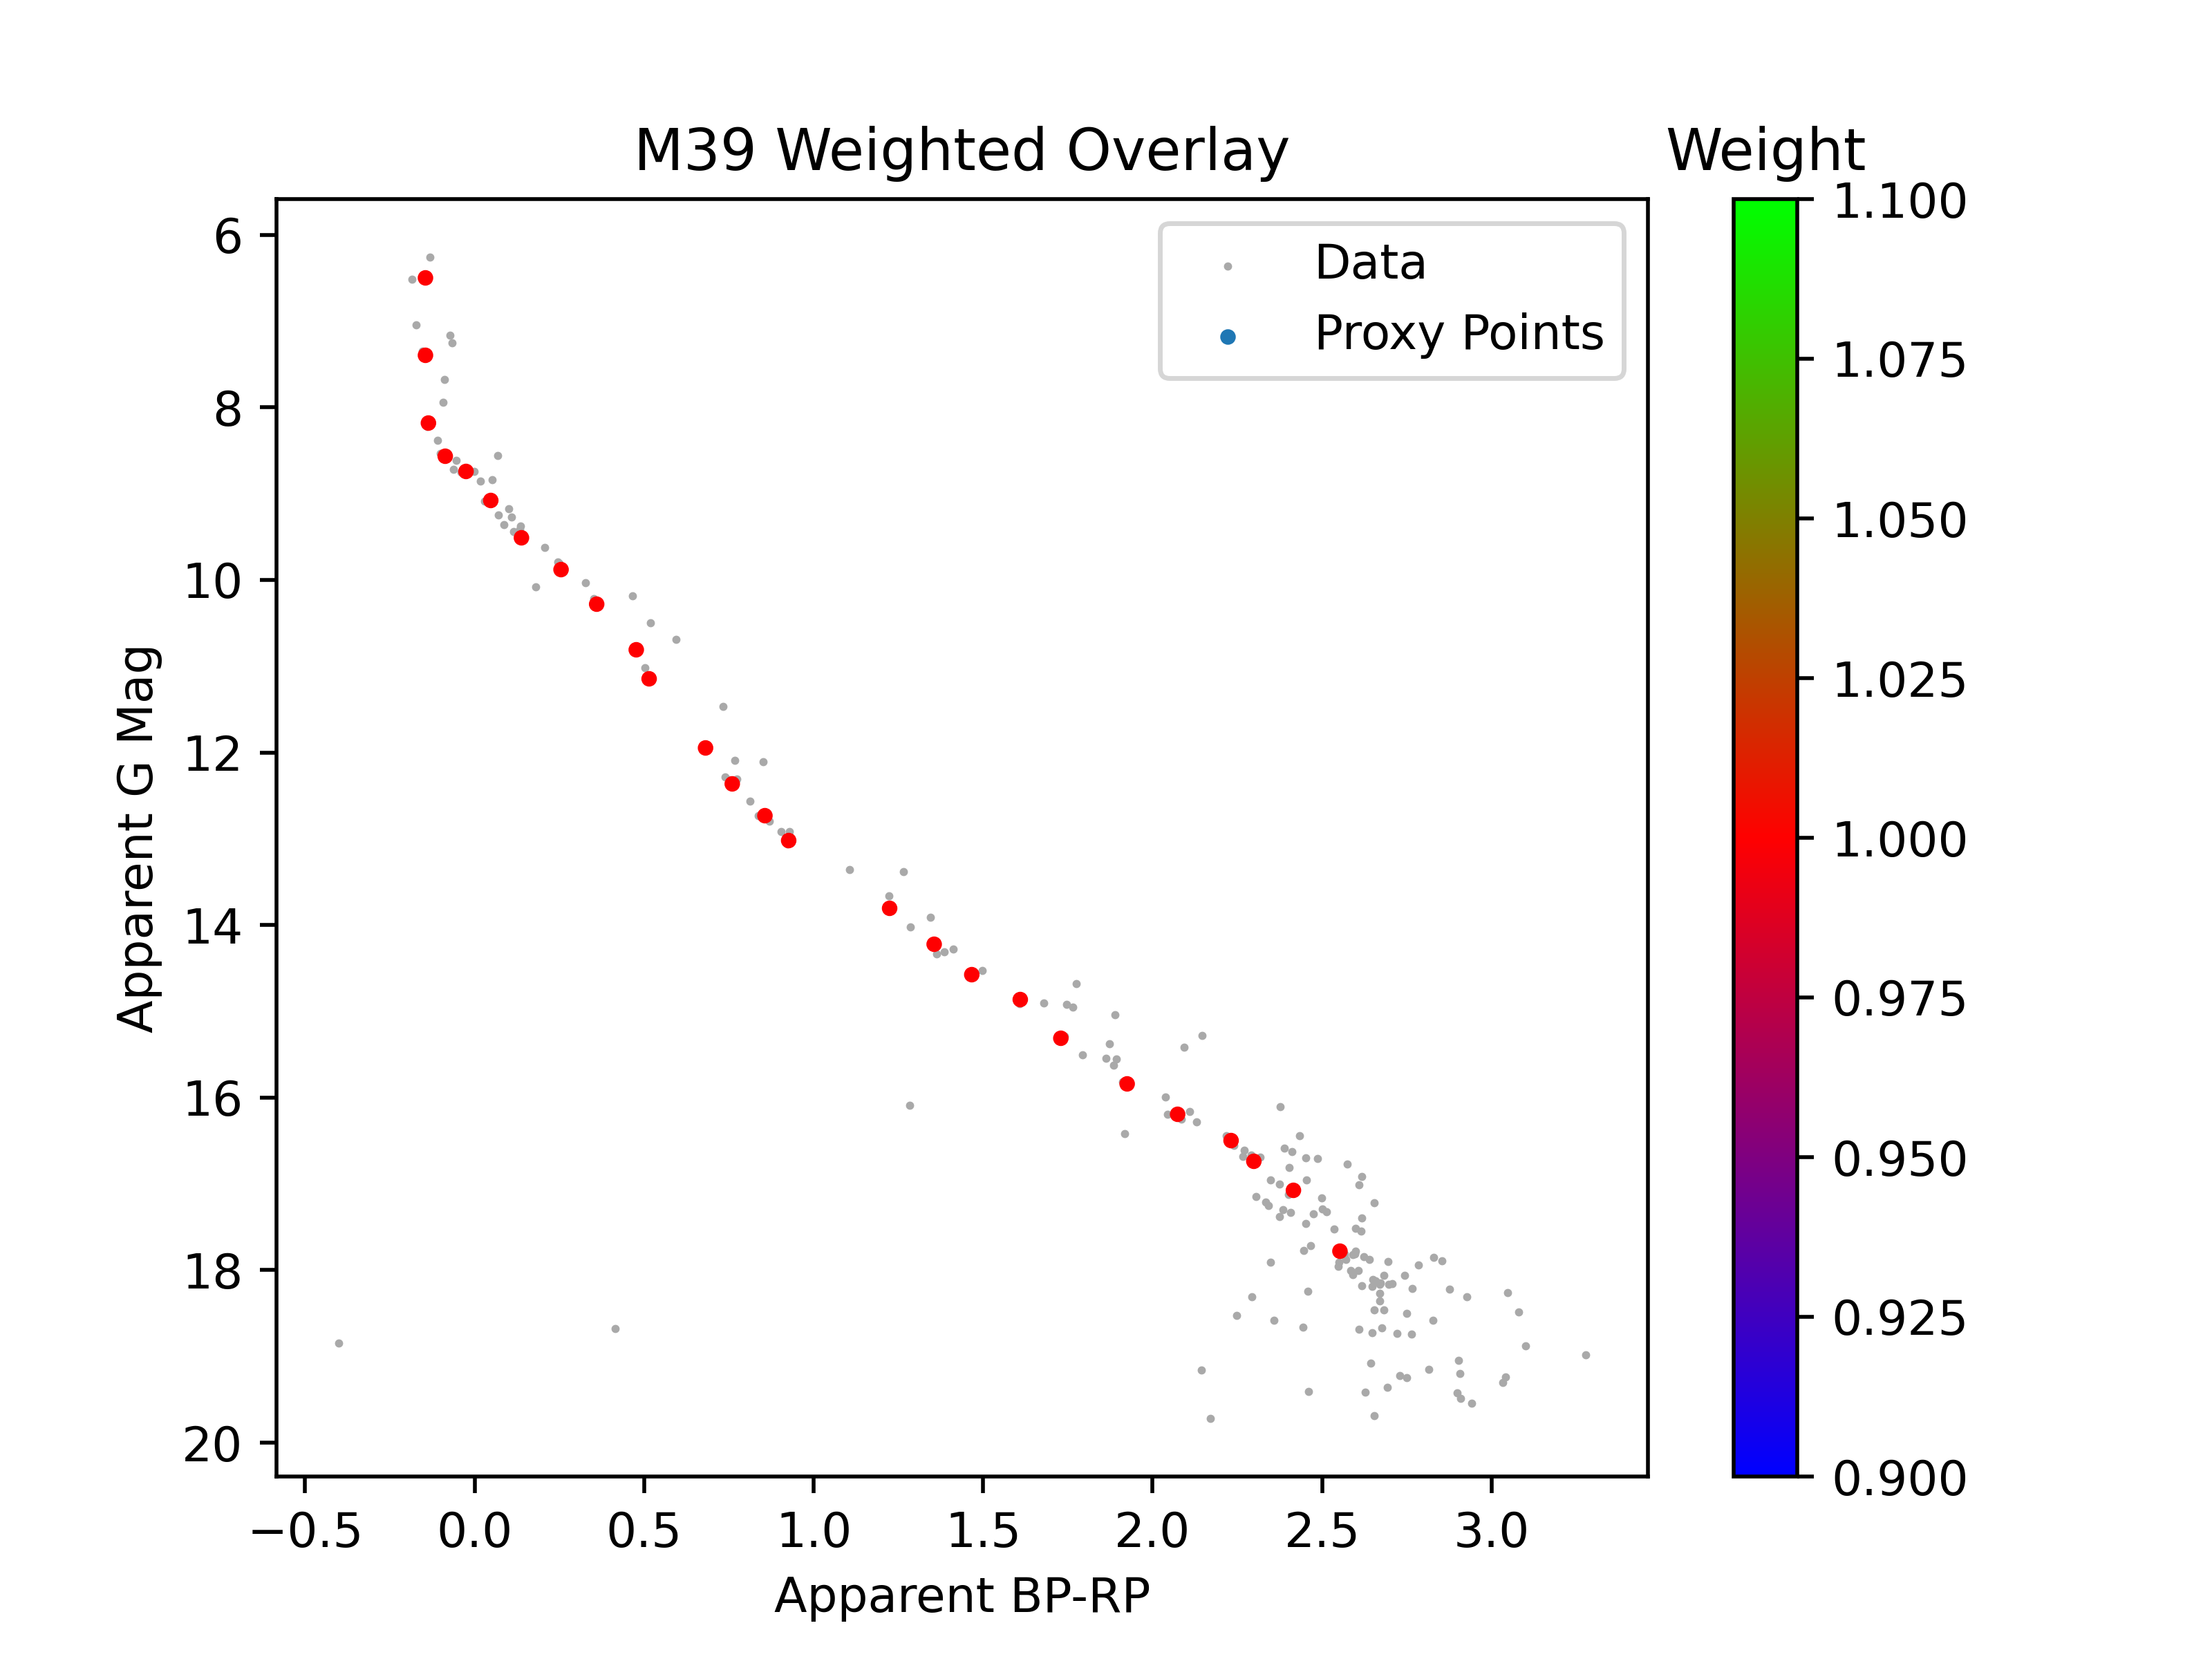 M39 Weighted Overlay
Weight
Data
Proxy Points
6
8
10
12
14
16
18
20
Apparent G Mag
−0.5 0.0 0.5 1.0 1.5 2.0 2.5 3.0
Apparent BP-RP
1.100
1.075
1.050
1.025
1.000
0.975
0.950
0.925
0.900